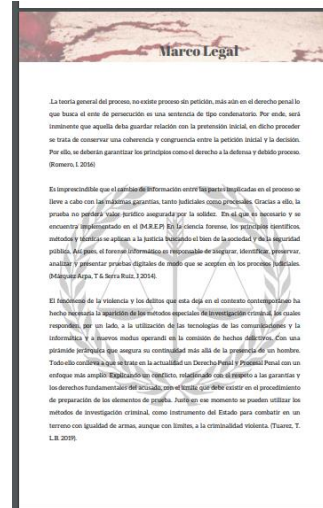 Marco Legal
.La teoría general del proceso, no existe proceso sin petición, más aún en el derecho penal lo
que busca el ente de persecución es una sentencia de tipo condenatorio. Por ende, será
inminente que aquella deba guardar relación con la pretensión inicial, en dicho proceder
se trata de conservar una coherencia y congruencia entre la petición inicial y la decisión.
Por ello, se deberán garantizar los principios como el derecho a la defensa y debido proceso.
(Romero, I. 2016)
Es imprescindible que el cambio de información entre las partes implicadas en el proceso se
lleve a cabo con las máximas garantías, tanto judiciales como procesales. Gracias a ello, la
prueba no perderá valor jurídico asegurada por la solidez. En el que es necesario y se
encuentra implementado en el (M.R.E.P) En la ciencia forense, los principios científicos,
métodos y técnicas se aplican a la justicia buscando el bien de la sociedad y de la seguridad
pública. Así pues, el forense informático es responsable de asegurar, identificar, preservar,
analizar y presentar pruebas digitales de modo que se acepten en los procesos judiciales.
(Márquez Arpa, T & Serra Ruiz, J 2014).
El fenómeno de la violencia y los delitos que esta deja en el contexto contemporáneo ha
hecho necesaria la aparición de los métodos especiales de investigación criminal, los cuales
responden, por un lado, a la utilización de las tecnologías de las comunicaciones y la
informática y a nuevos modus operandi en la comisión de hechos delictivos. Con una
pirámide jerárquica que asegura su continuidad más allá de la presencia de un hombre.
Todo ello conlleva a que se trate en la actualidad un Derecho Penal y Procesal Penal con un
enfoque más amplio. Explicando un conflicto, relacionado con el respeto a las garantías y
los derechos fundamentales del acusado, con el límite que debe existir en el procedimiento
de preparación de los elementos de prueba. Justo en ese momento se pueden utilizar los
métodos de investigación criminal, como instrumento del Estado para combatir en un
terreno con igualdad de armas, aunque con límites, a la criminalidad violenta. (Tuarez, T.
L.B. 2019).